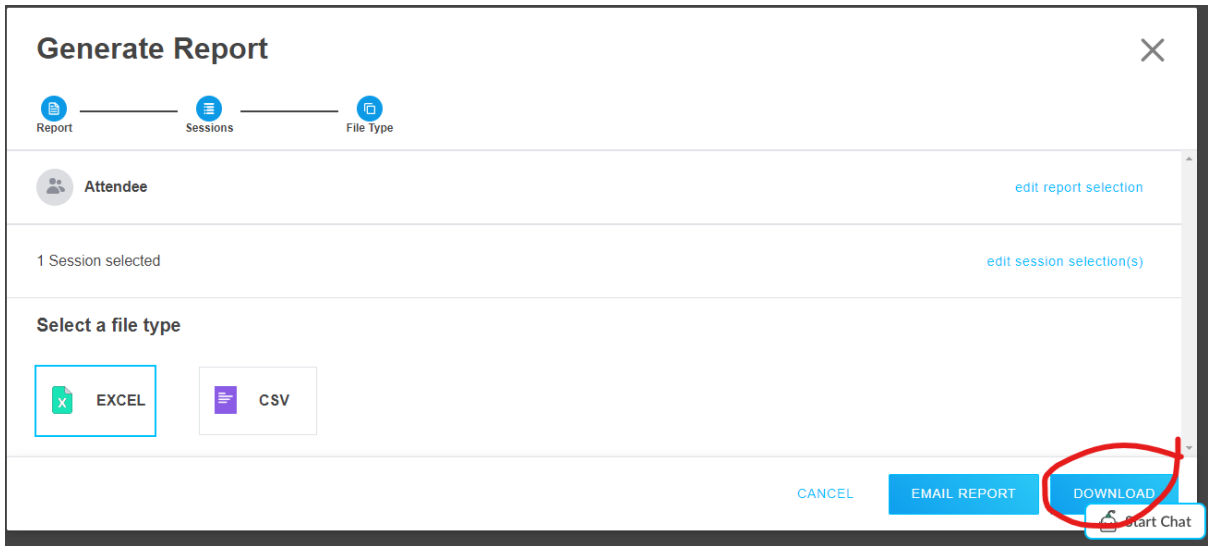 Generate Report
Report
Sessions
File Type
Attendee
edit report selection
1 Session selected
edit session selection(s)
Select a file type
X EXCEL
CSV
CANCEL
EMAIL REPORT
DOWNLOAD
Start Chat